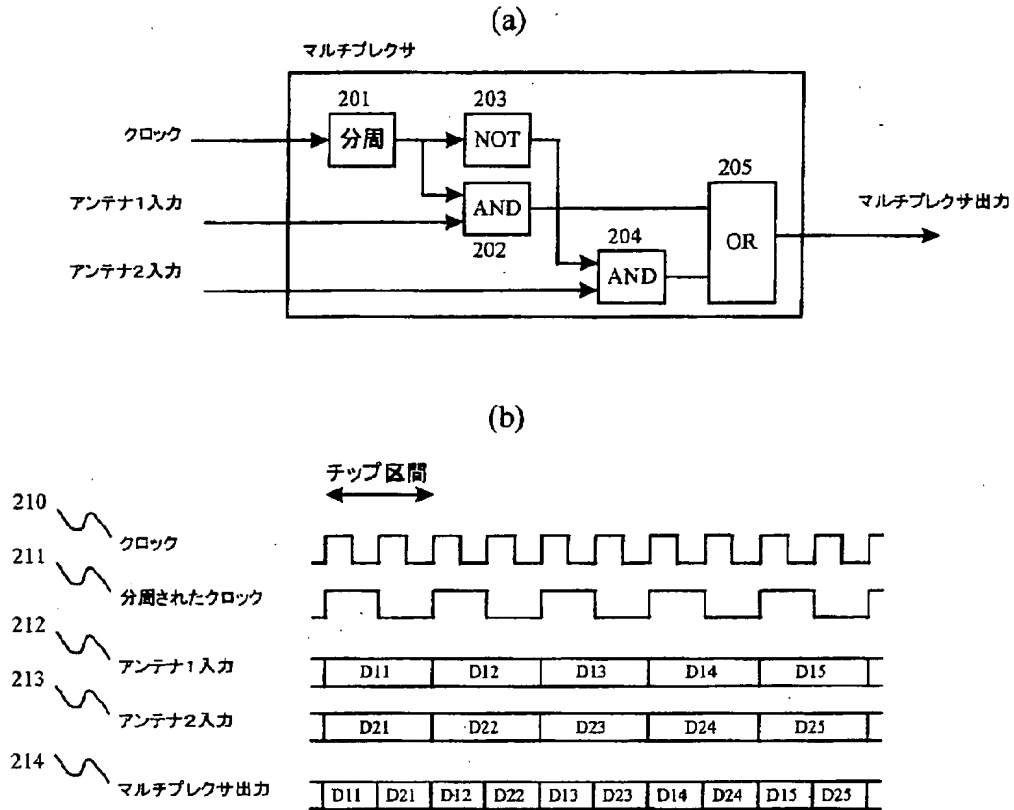 (a)
マルチプレクサ
201
203
クロック
分周
NOT
205
アンテナ1入力
AND
マルチプレクサ出力
202
204
OR
アンテナ2入力
AND
(b)
チップ区間
210
クロック
211
分周されたクロック
212
アンテナ1入力
D11 D12 D13 D14 D15
213
アンテナ2入力
D21 D22 D23 D24 D25
214
マルチプレクサ出力
D11 D21 D12 D22 D13 D23 D14 D24 D15 D25